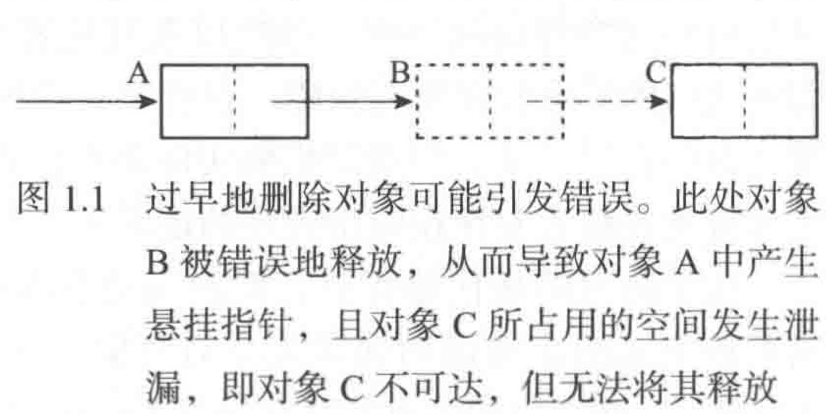 A B C
图 1.1 过早地删除对象可能引发错误。此处对象
B 被错误地释放，从而导致对象 A 中产生
悬挂指针，且对象 C 所占用的空间发生泄
漏，即对象 C 不可达，但无法将其释放